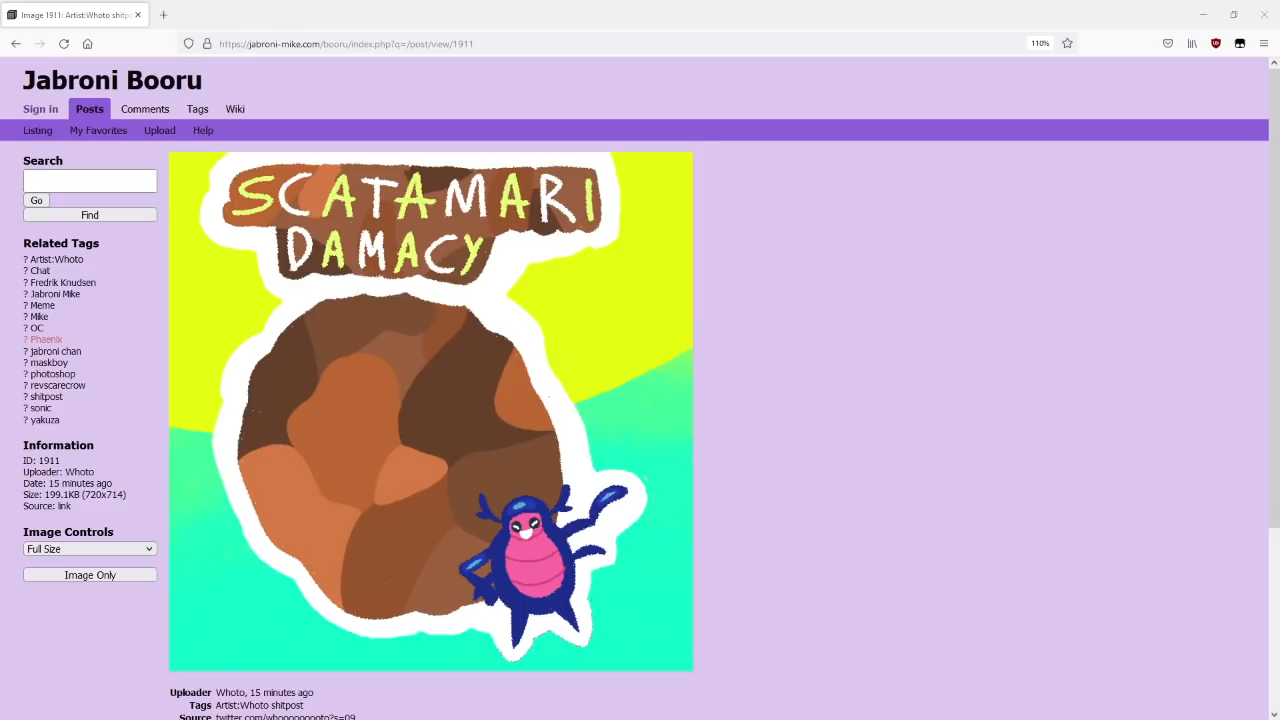 Image 1911: Artist:Whoto shitp
https://jabroni-mike.com/booru/index.php?q=/post/view/1911
110%
Jabroni Booru
Sign in Posts Comments Tags Wiki
Listing My Favorites Upload Help
Search
Go
Find
Related Tags
? Artist:Whoto
? Chat
? Fredrik Knudsen
? Jabroni Mike
? Meme
? Mike
? OC
? Phaenix
? jabroni chan
? maskboy
? photoshop
? revscarecrow
? shitpost
? sonic
? yakuza
Information
ID: 1911
Uploader: Whoto
Date: 15 minutes ago
Size: 199.1KB (720x714)
Source: link
Image Controls
Full Size
Image Only
SCATAMARI
DAMACY
Uploader Whoto, 15 minutes ago
Tags Artist:Whoto shitpost